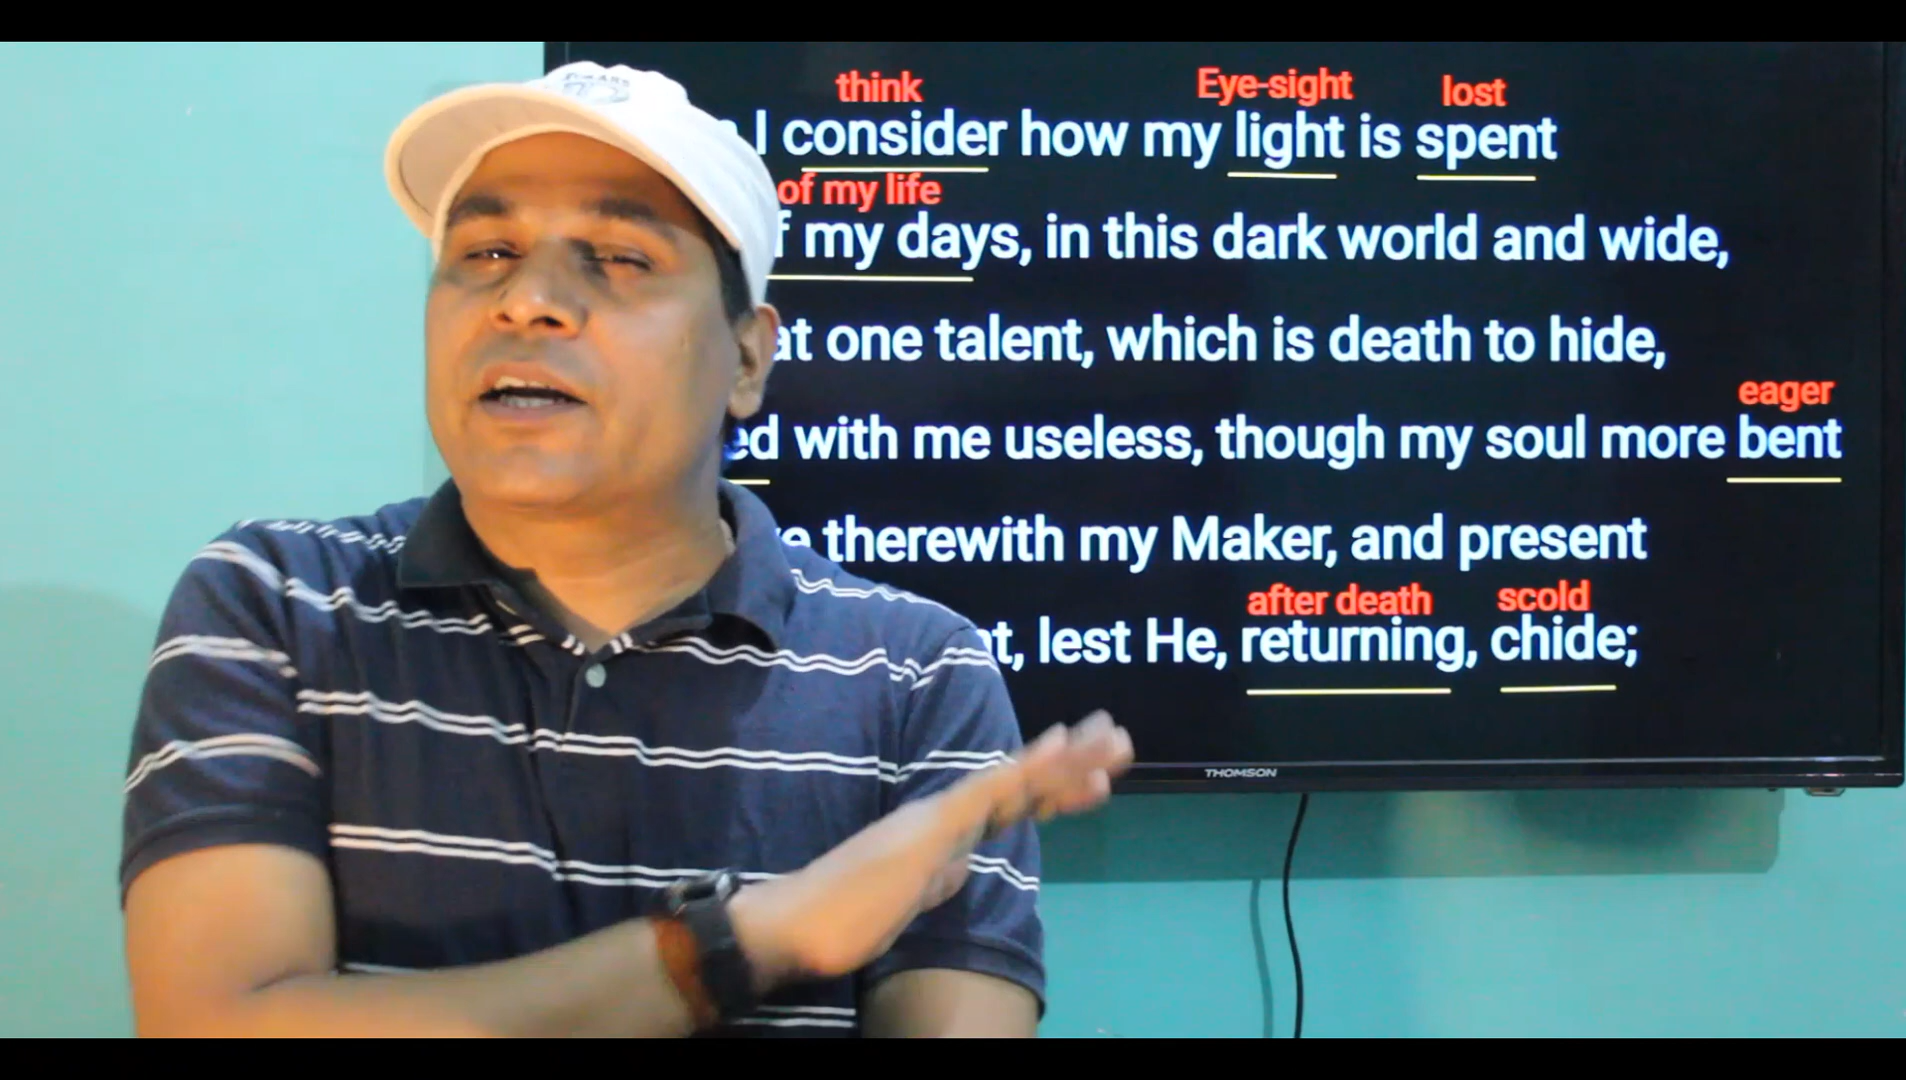 think Eye-sight lost
I consider how my light is spent
of my life
my days, in this dark world and wide,
one talent, which is death to hide,
eager
with me useless, though my soul more bent
therewith my Maker, and present
after death scold
lest He, returning, chide;
THOMSON